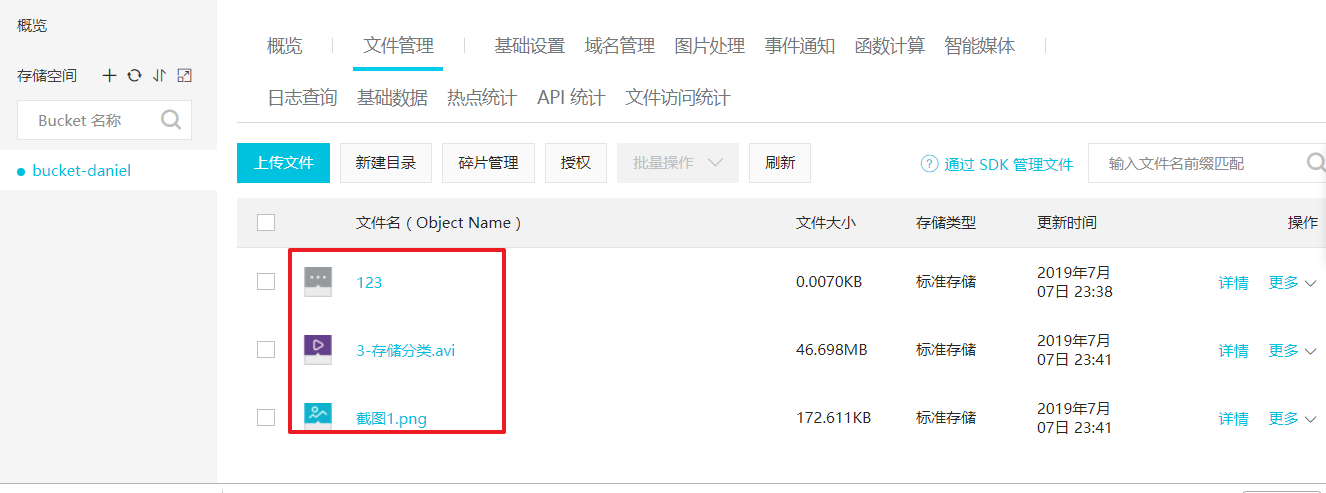 概览
存储空间
Bucket 名称
bucket-daniel
概览 文件管理 基础设置 域名管理 图片处理 事件通知 函数计算 智能媒体
日志查询 基础数据 热点统计 API 统计 文件访问统计
上传文件 新建目录 碎片管理 授权 批量操作 刷新 通过 SDK 管理文件 输入文件名前缀匹配
文件名（Object Name） 文件大小 存储类型 更新时间 操作
123 0.0070KB 标准存储 2019年7月
07日 23:38 详情 更多
3-存储分类.avi 46.698MB 标准存储 2019年7月
07日 23:41 详情 更多
截图1.png 172.611KB 标准存储 2019年7月
07日 23:41 详情 更多